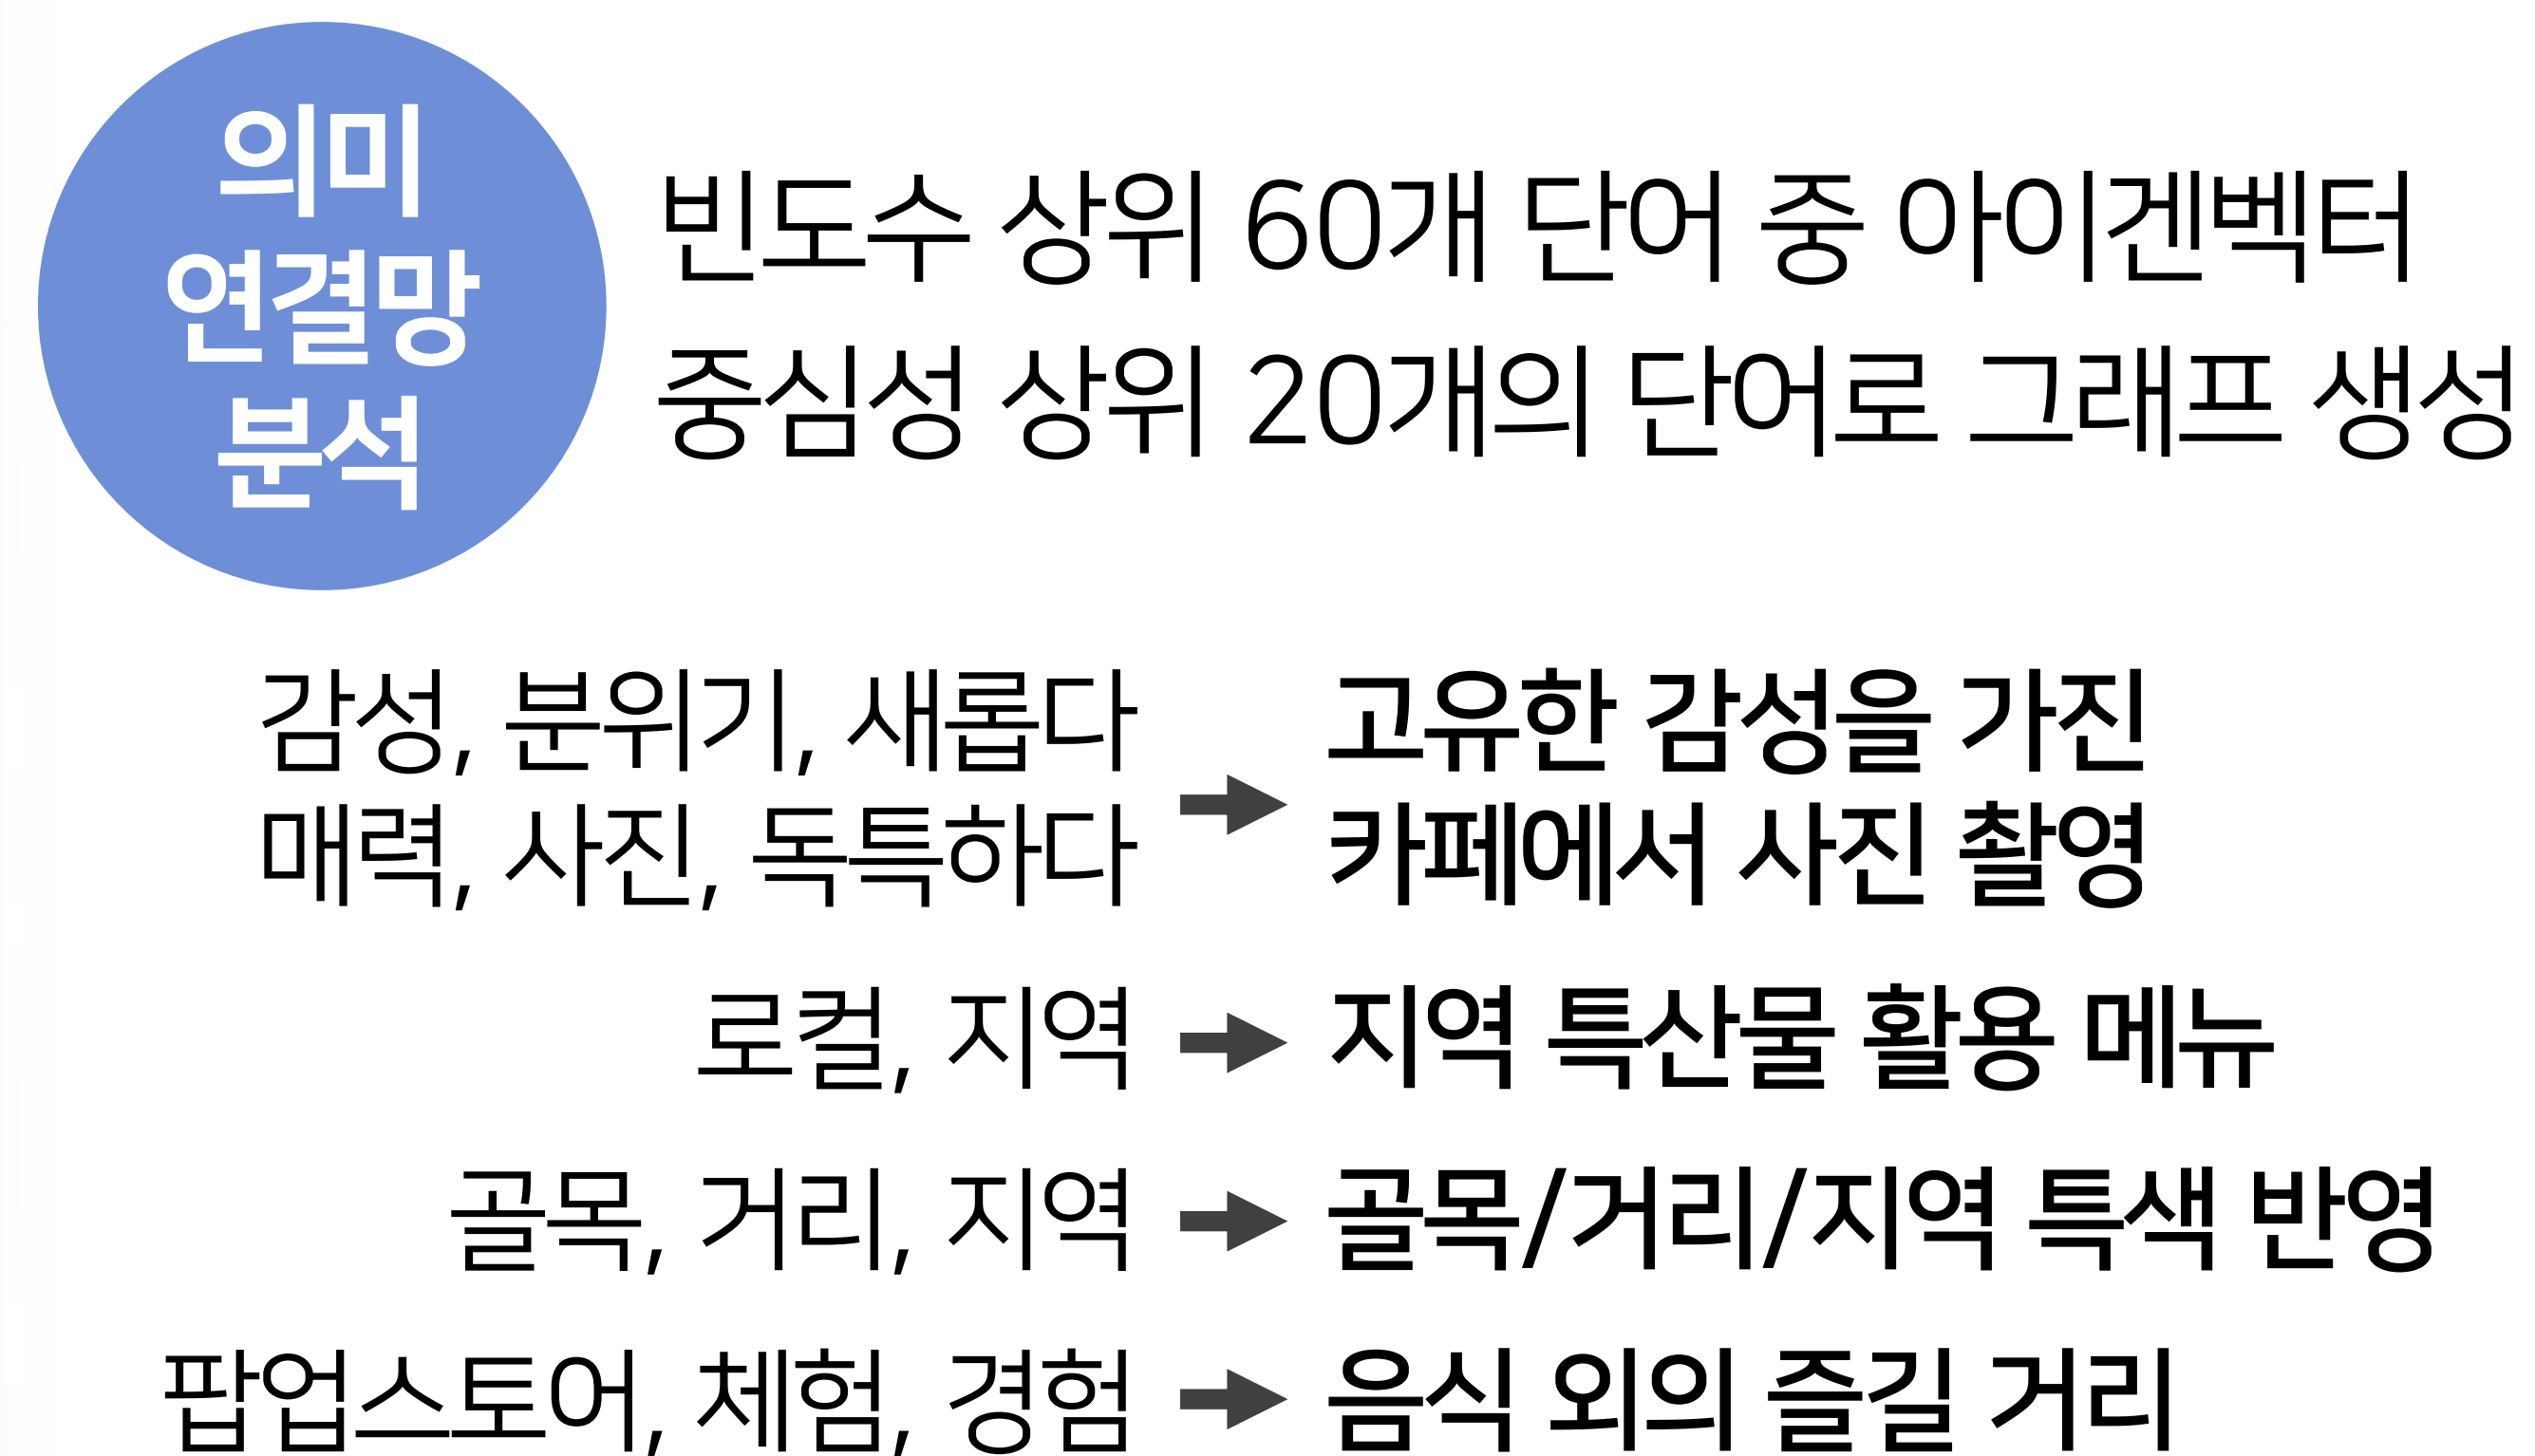 의미
연결망
분석
빈도수 상위 60개 단어 중 아이겐벡터
중심성 상위 20개의 단어로 그래프 생성
감성, 분위기, 새롭다
매력, 사진, 독특하다
고유한 감성을 가진
카페에서 사진 촬영
로컬, 지역
지역 특산물 활용 메뉴
골목, 거리, 지역
골목/거리/지역 특색 반영
팝업스토어, 체험, 경험
음식 외의 즐길 거리